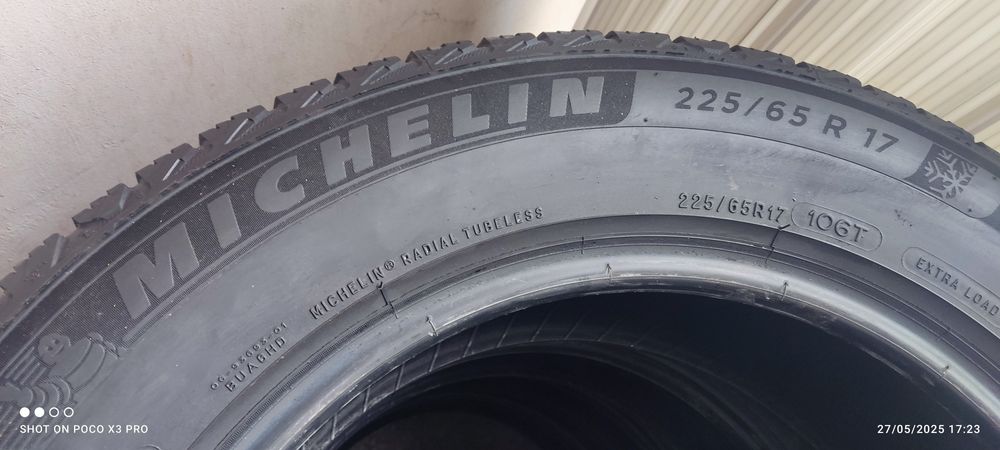 MICHELIN
225/65 R 17
225/65R17 106T
EXTRA LOAD
MICHELIN® RADIAL TUBELESS
BUA6HD
SHOT ON POCO X3 PRO
27/05/2025 17:23